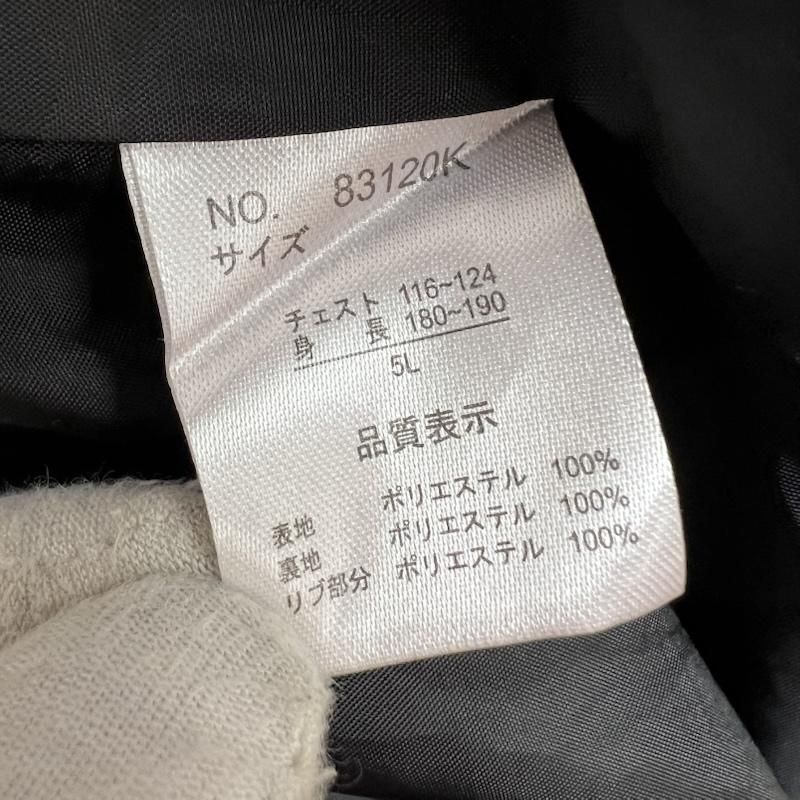 NO. 83120K
サイズ
チェスト 116~124
身 長 180~190
5L
品質表示
表地 ポリエステル 100%
裏地 ポリエステル 100%
リブ部分 ポリエステル 100%